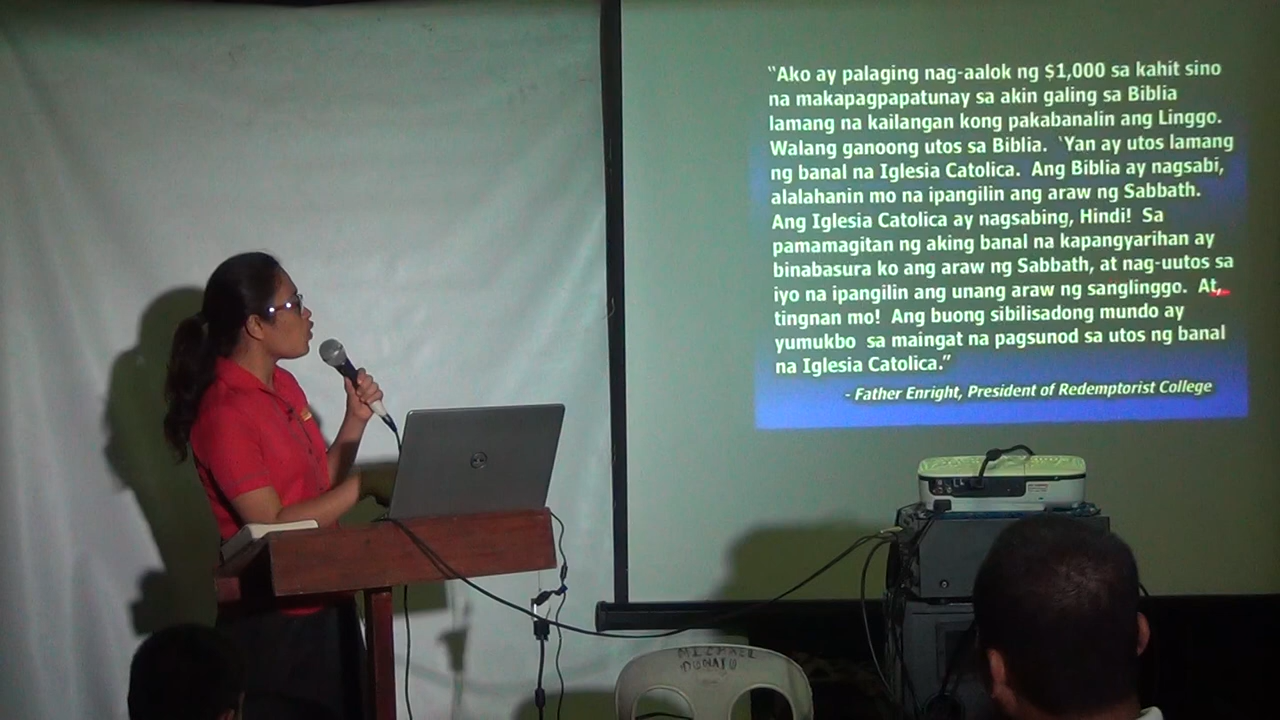 “Ako ay palaging nag-aalok ng $1,000 sa kahit sino
na makapagpapatunay sa akin galing sa Biblia
lamang na kailangan kong pakabanalin ang Linggo.
Walang ganoong utos sa Biblia.  ‘Yan ay utos lamang
ng banal na Iglesia Catolica.  Ang Biblia ay nagsabi,
alalahanin mo na ipangilin ang araw ng Sabbath.
Ang Iglesia Catolica ay nagsabing, Hindi!  Sa
pamamagitan ng aking banal na kapangyarihan ay
binabasura ko ang araw ng Sabbath, at nag-uutos sa
iyo na ipangilin ang unang araw ng sanglinggo.  At,
tingnan mo!  Ang buong sibilisadong mundo ay
yumukbo  sa maingat na pagsunod sa utos ng banal
na Iglesia Catolica.”
- Father Enright, President of Redemptorist College
MICHAEL
DONATO